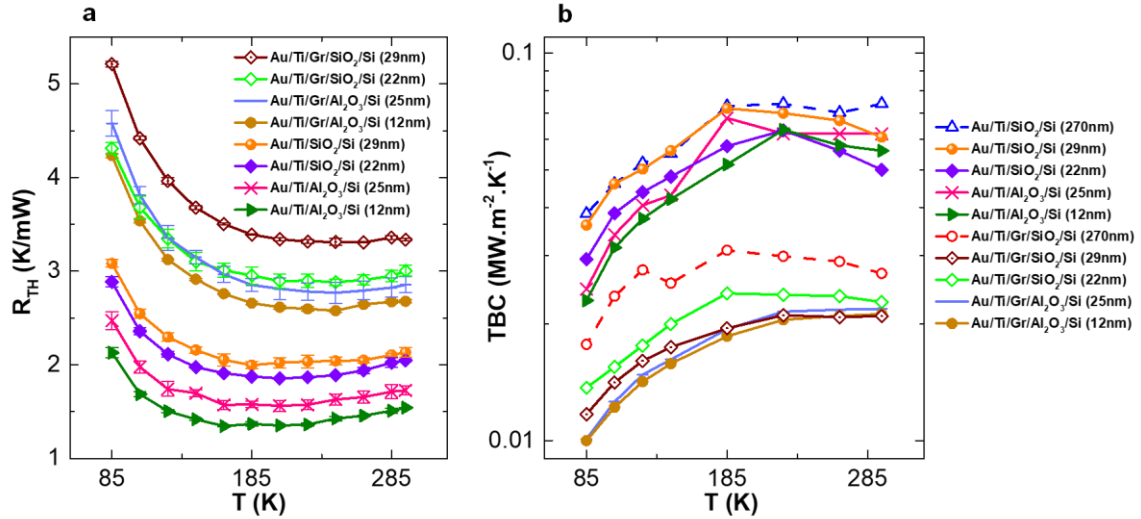 a
R_TH (K/mW)
5
4
3
2
1
85
185
285
T (K)
Au/Ti/Gr/SiO₂/Si (29nm)
Au/Ti/Gr/SiO₂/Si (22nm)
Au/Ti/Gr/Al₂O₃/Si (25nm)
Au/Ti/Gr/Al₂O₃/Si (12nm)
Au/Ti/SiO₂/Si (29nm)
Au/Ti/SiO₂/Si (22nm)
Au/Ti/Al₂O₃/Si (25nm)
Au/Ti/Al₂O₃/Si (12nm)
b
TBC (MW.m⁻².K⁻¹)
0.1
0.01
85
185
285
T (K)
Au/Ti/SiO₂/Si (270nm)
Au/Ti/SiO₂/Si (29nm)
Au/Ti/SiO₂/Si (22nm)
Au/Ti/Al₂O₃/Si (25nm)
Au/Ti/Al₂O₃/Si (12nm)
Au/Ti/Gr/SiO₂/Si (270nm)
Au/Ti/Gr/SiO₂/Si (29nm)
Au/Ti/Gr/SiO₂/Si (22nm)
Au/Ti/Gr/Al₂O₃/Si (25nm)
Au/Ti/Gr/Al₂O₃/Si (12nm)